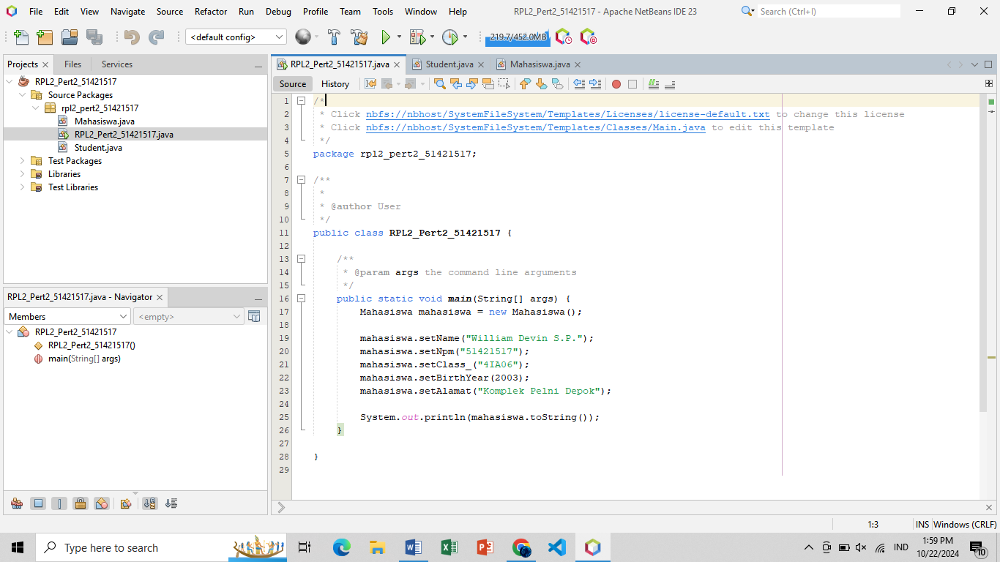 File Edit View Navigate Source Refactor Run Debug Profile Team Tools Window Help RPL2_Pert2_51421517 - Apache NetBeans IDE 23 Search (Ctrl+I)
<default config> 219.7/452.0MB
Projects Files Services
RPL2_Pert2_51421517
Source Packages
rpl2_pert2_51421517
Mahasiswa.java
RPL2_Pert2_51421517.java
Student.java
Test Packages
Libraries
Test Libraries
RPL2_Pert2_51421517.java - Navigator
Members <empty>
RPL2_Pert2_51421517
RPL2_Pert2_51421517()
main(String[] args)
RPL2_Pert2_51421517.java Student.java Mahasiswa.java
Source History
1 /*
2 * Click nbfs://nbhost/SystemFileSystem/Templates/Licenses/license-default.txt to change this license
3 * Click nbfs://nbhost/SystemFileSystem/Templates/Classes/Main.java to edit this template
4 */
5 package rpl2_pert2_51421517;
6
7 /**
8 *
9 * @author User
10 */
11 public class RPL2_Pert2_51421517 {
12
13 /**
14 * @param args the command line arguments
15 */
16 public static void main(String[] args) {
17 Mahasiswa mahasiswa = new Mahasiswa();
18
19 mahasiswa.setName("William Devin S.P.");
20 mahasiswa.setNpm("51421517");
21 mahasiswa.setClass_("4IA06");
22 mahasiswa.setBirthYear(2003);
23 mahasiswa.setAlamat("Komplek Pelni Depok");
24
25 System.out.println(mahasiswa.toString());
26 }
27
28 }
29
1:3 INS Windows (CRLF)
Type here to search
IND
1:59 PM
10/22/2024
10